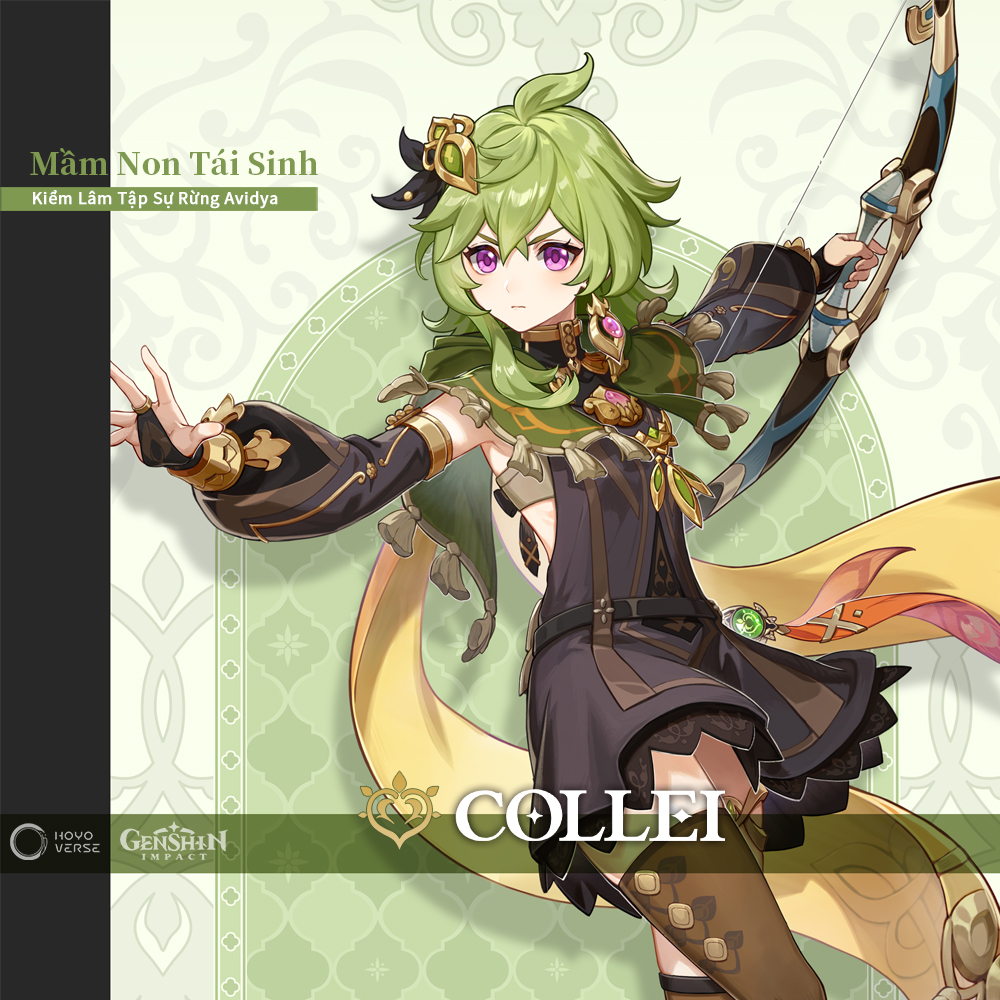 Mầm Non Tái Sinh
Kiểm Lâm Tập Sự Rừng Avidya
COLLEI
HOYO
VERSE
GENSHIN
IMPACT